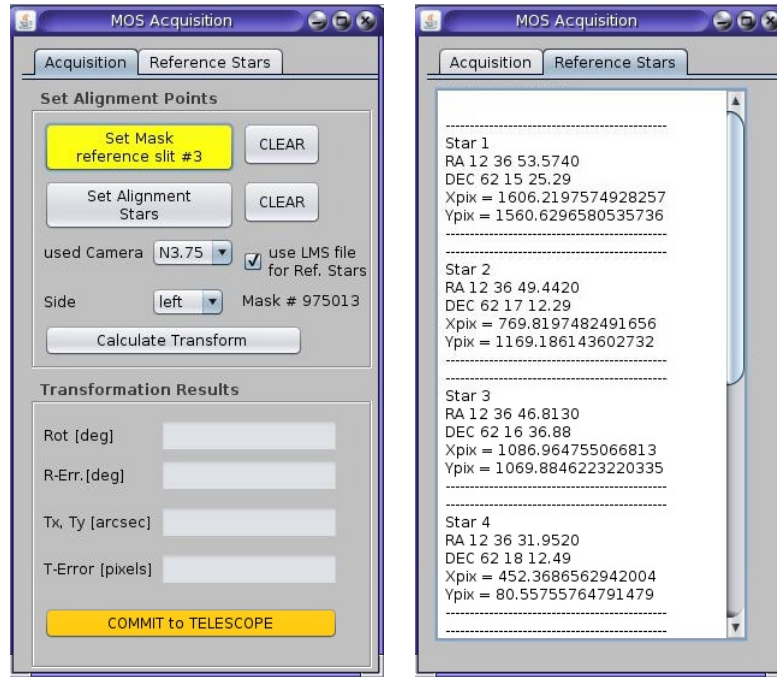 MOS Acquisition
Acquisition
Reference Stars
Set Alignment Points
Set Mask
reference slit #3
CLEAR
Set Alignment
Stars
CLEAR
used Camera
N3.75
use LMS file
for Ref. Stars
Side
left
Mask # 975013
Calculate Transform
Transformation Results
Rot [deg]
R-Err.[deg]
Tx, Ty [arcsec]
T-Error [pixels]
COMMIT to TELESCOPE
MOS Acquisition
Acquisition
Reference Stars
--------------------------------------------
Star 1
RA 12 36 53.5740
DEC 62 15 25.29
Xpix = 1606.2197574928257
Ypix = 1560.6296580535736
--------------------------------------------
--------------------------------------------
Star 2
RA 12 36 49.4420
DEC 62 17 12.29
Xpix = 769.8197482491656
Ypix = 1169.186143602732
--------------------------------------------
--------------------------------------------
Star 3
RA 12 36 46.8130
DEC 62 16 36.88
Xpix = 1086.964755066813
Ypix = 1069.8846223220335
--------------------------------------------
--------------------------------------------
Star 4
RA 12 36 31.9520
DEC 62 18 12.49
Xpix = 452.3686562942004
Ypix = 80.55755764791479
--------------------------------------------
--------------------------------------------